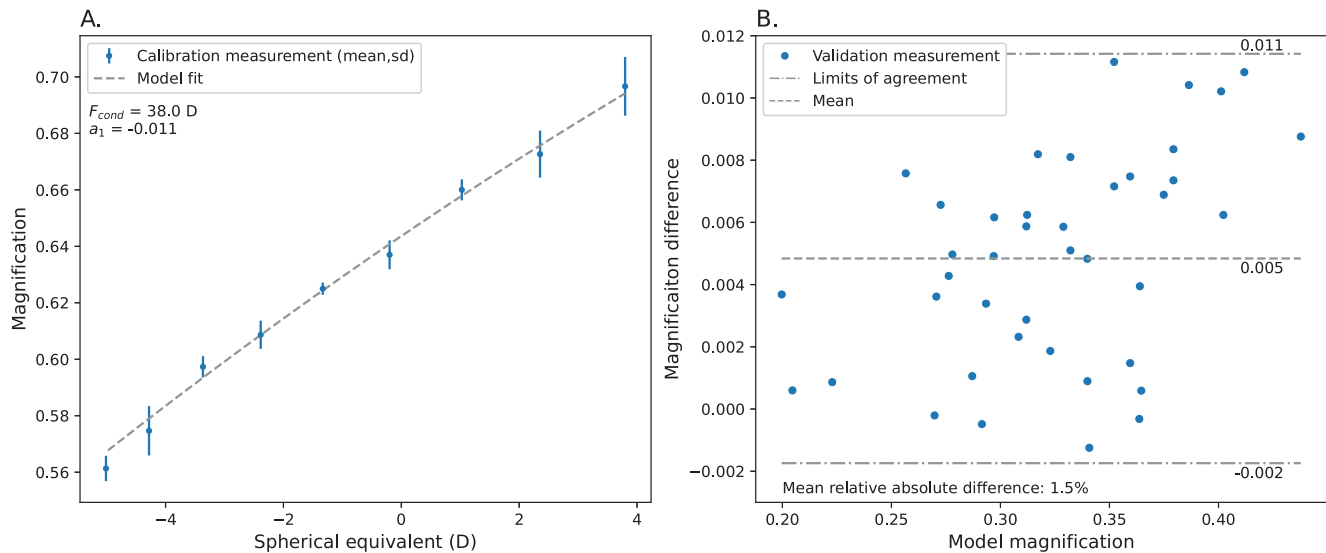 A.
Calibration measurement (mean,sd)
Model fit
F_cond = 38.0 D
a_1 = -0.011
Magnification
0.70
0.68
0.66
0.64
0.62
0.60
0.58
0.56
−4
−2
0
2
4
Spherical equivalent (D)
B.
Validation measurement
Limits of agreement
Mean
0.011
0.005
-0.002
Mean relative absolute difference: 1.5%
Magnificaiton difference
0.012
0.010
0.008
0.006
0.004
0.002
0.000
−0.002
0.20
0.25
0.30
0.35
0.40
Model magnification